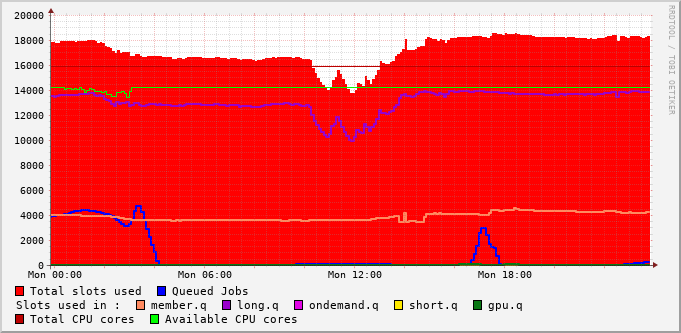 20000
18000
16000
14000
12000
10000
8000
6000
4000
2000
0
Mon 00:00 Mon 06:00 Mon 12:00 Mon 18:00
RRDTOOL / TOBI OETIKER
Total slots used Queued Jobs
Slots used in : member.q long.q ondemand.q short.q gpu.q
Total CPU cores Available CPU cores